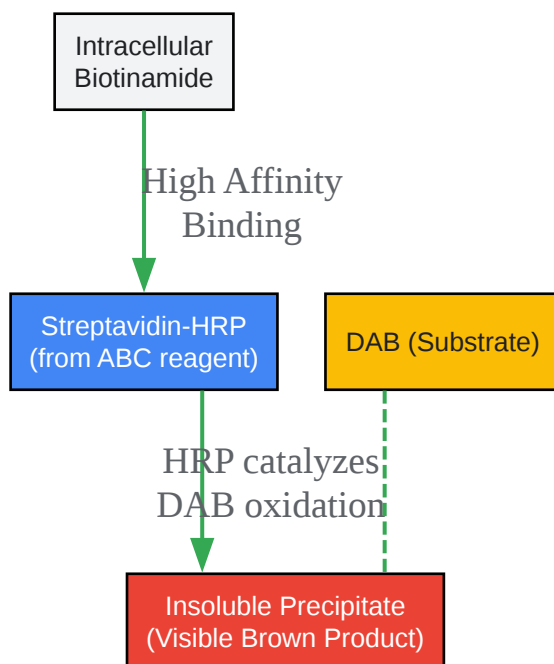 Intracellular
Biotinamide
High Affinity
Binding
Streptavidin-HRP
(from ABC reagent)
DAB (Substrate)
HRP catalyzes
DAB oxidation
Insoluble Precipitate
(Visible Brown Product)